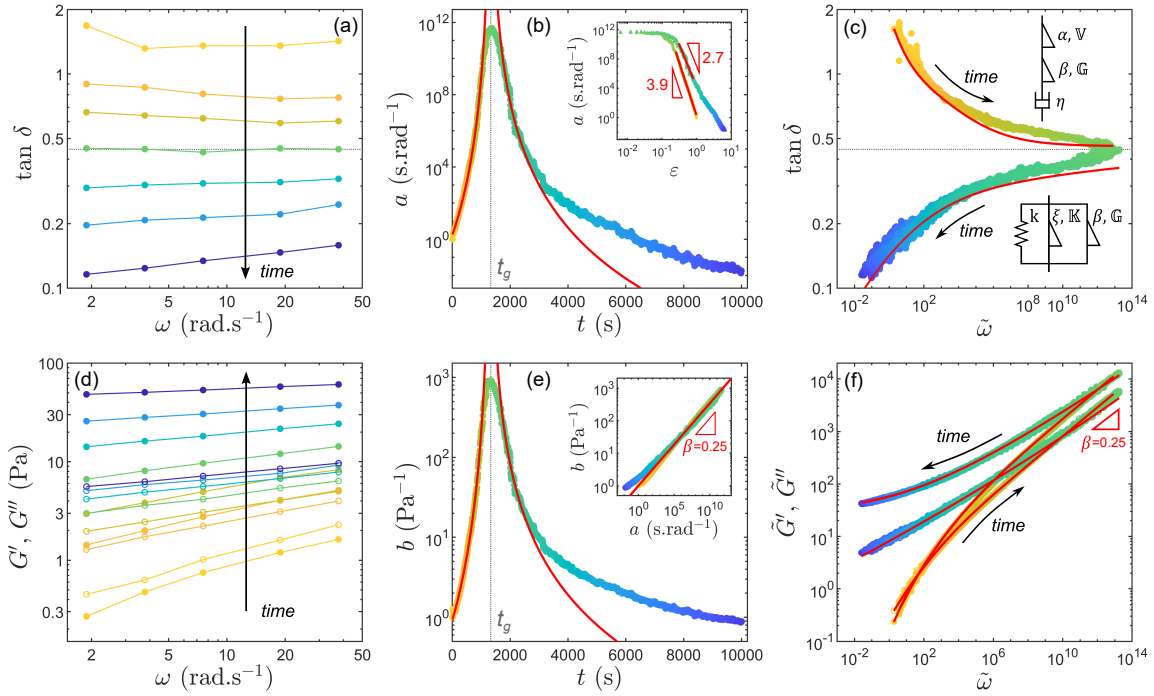 (a)
2
1
0.45
0.2
0.1
tan δ
time
2
5
10
20
50
ω (rad.s⁻¹)
(b)
10¹²
10⁸
10⁴
10⁰
a (s.rad⁻¹)
t_g
0
2000
4000
6000
8000
10000
t (s)
10¹²
10⁸
10⁴
10⁰
a (s.rad⁻¹)
2.7
3.9
10⁻²
10⁻¹
10⁰
10¹
ε
(c)
2
1
0.45
0.2
0.1
tan δ
time
time
α, 𝕍
β, 𝔾
η
k
ξ, 𝕂
β, 𝔾
10⁻²
10²
10⁶
10¹⁰
10¹⁴
ω̃
(d)
100
30
10
3
1
0.3
G′, G″ (Pa)
time
2
5
10
20
50
ω (rad.s⁻¹)
(e)
10³
10²
10¹
10⁰
b (Pa⁻¹)
0
2000
4000
6000
8000
10000
t (s)
10³
10²
10¹
10⁰
b (Pa⁻¹)
β=0.25
10⁰
10⁵
10¹⁰
a (s.rad⁻¹)
(f)
10⁴
10³
10²
10¹
10⁰
10⁻¹
G̃′, G̃″
time
time
β=0.25
10⁻²
10²
10⁶
10¹⁰
10¹⁴
ω̃